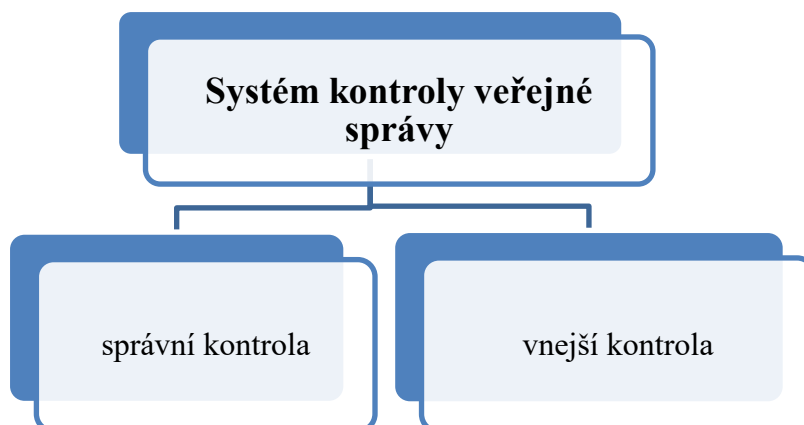 Systém kontroly veřejné
správy
správní kontrola
vnejší kontrola